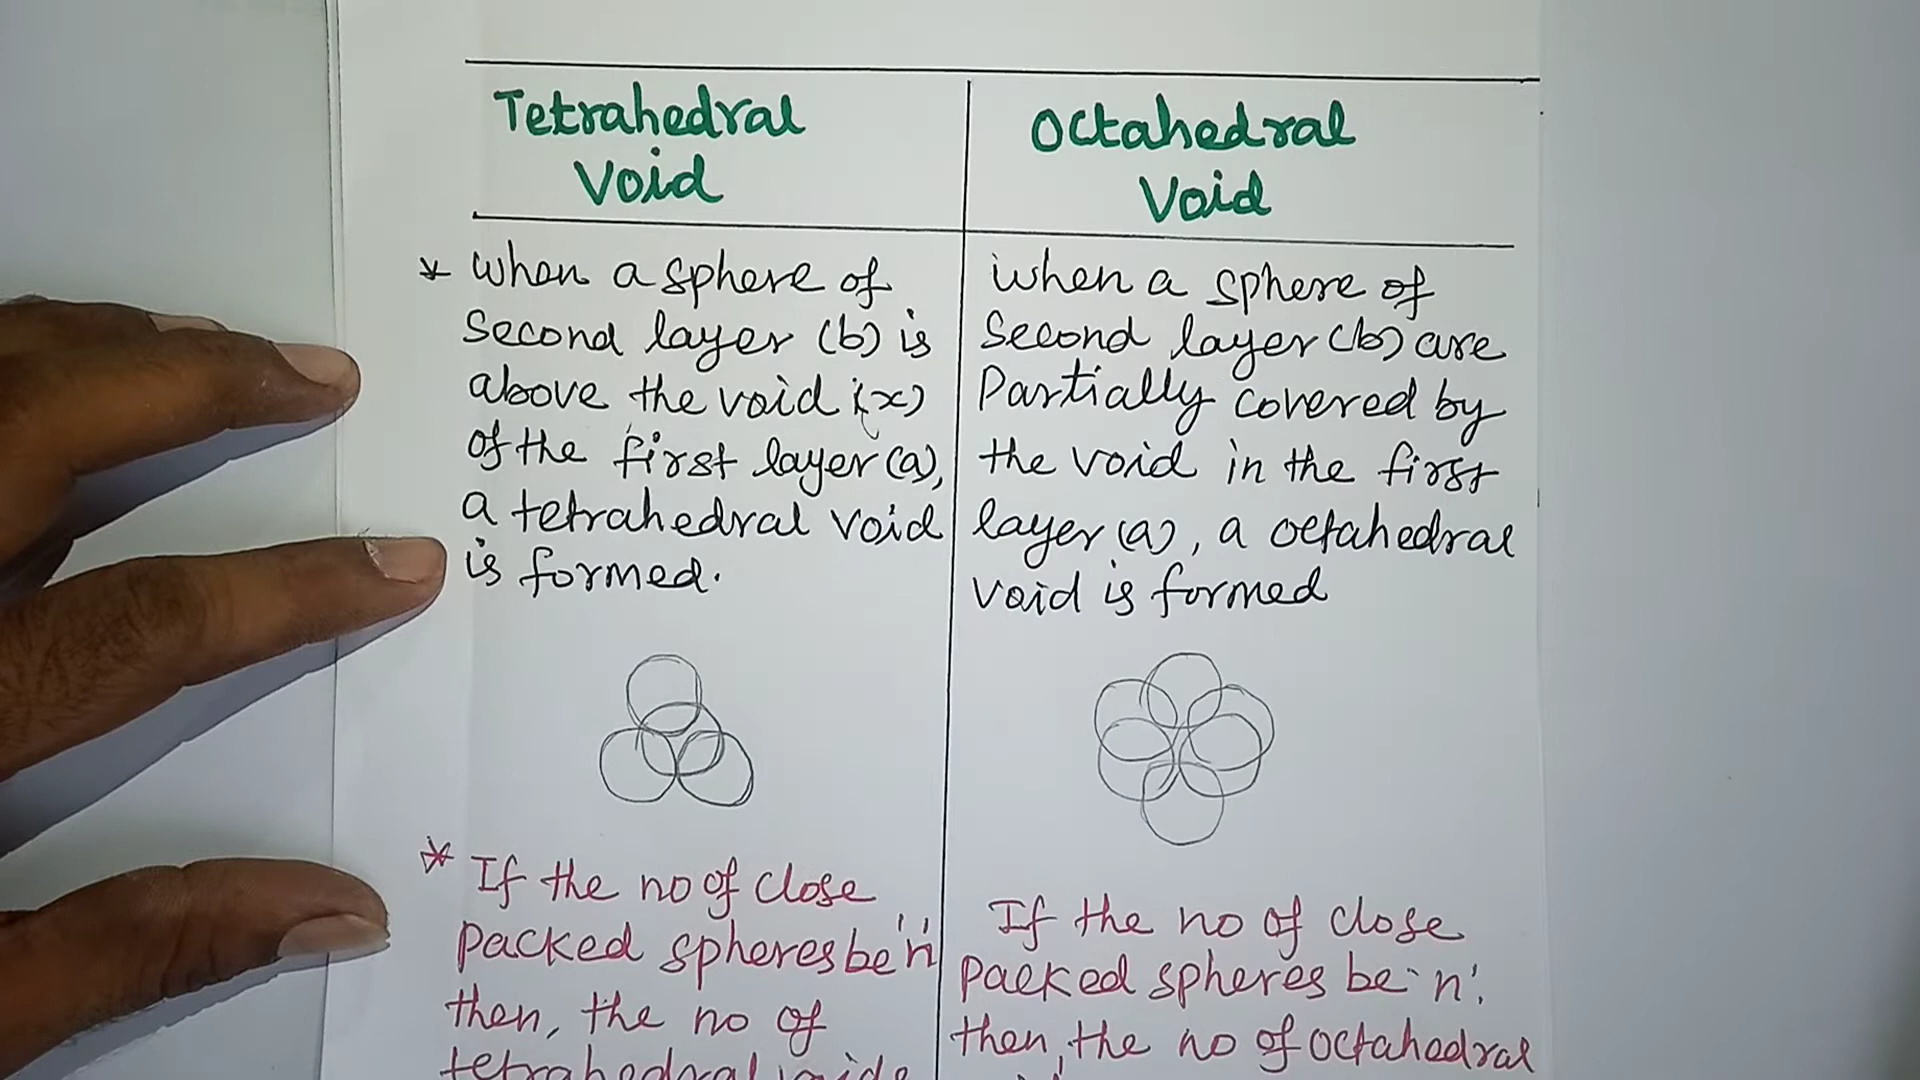 Tetrahedral
Void
* when a sphere of
Second layer (b) is
above the void (x)
of the first layer (a),
a tetrahedral void
is formed.
* If the no of close
packed spheres be 'n'
then, the no of
tetrahedral voids
Octahedral
Void
when a sphere of
Second layer (b) are
Partially covered by
the void in the first
layer (a), a octahedral
void is formed
If the no of close
Packed spheres be 'n'.
then, the no of octahedral